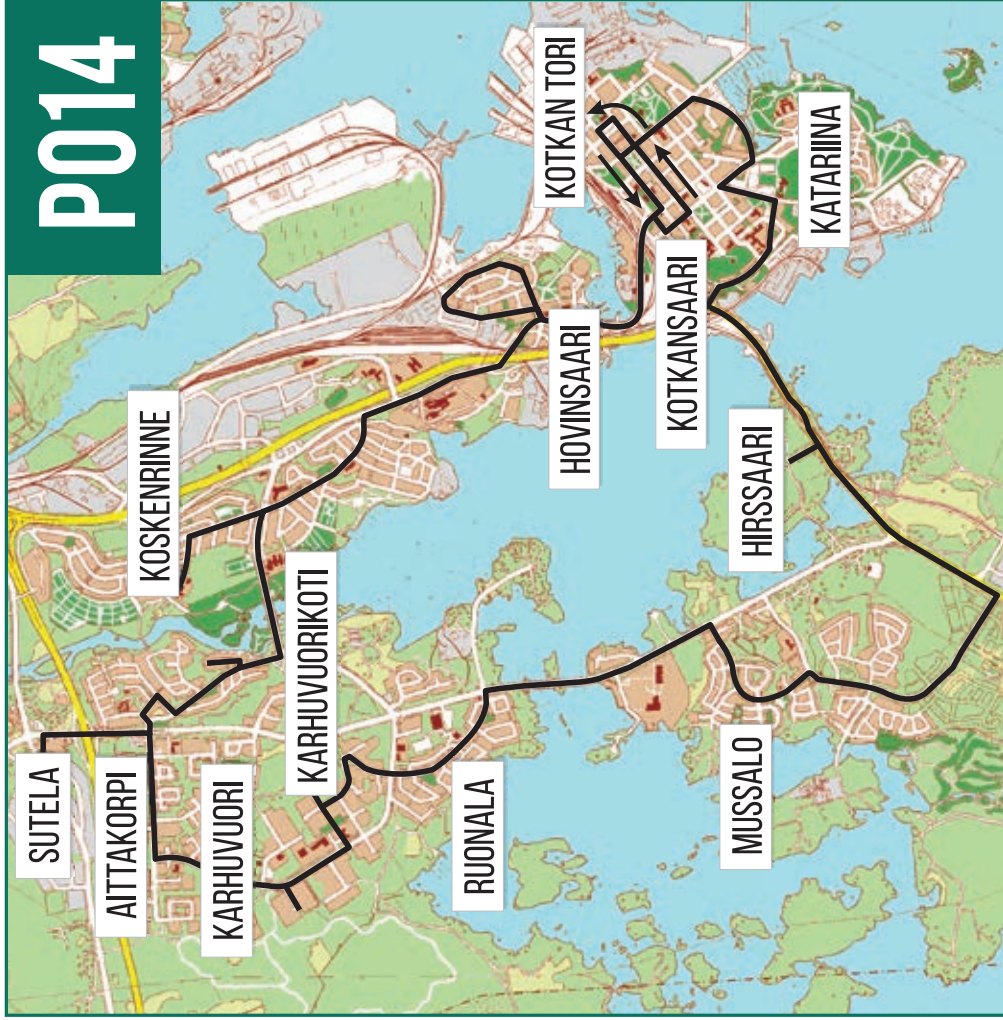 P014
SUTELA
AITTAKORPI
KARHUVUORI
KARHUVUORIKOTI
KOSKENRINNE
RUONALA
MUSSALO
HIRSSAARI
HOVINSAARI
KOTKANSAARI
KOTKAN TORI
KATARIINA